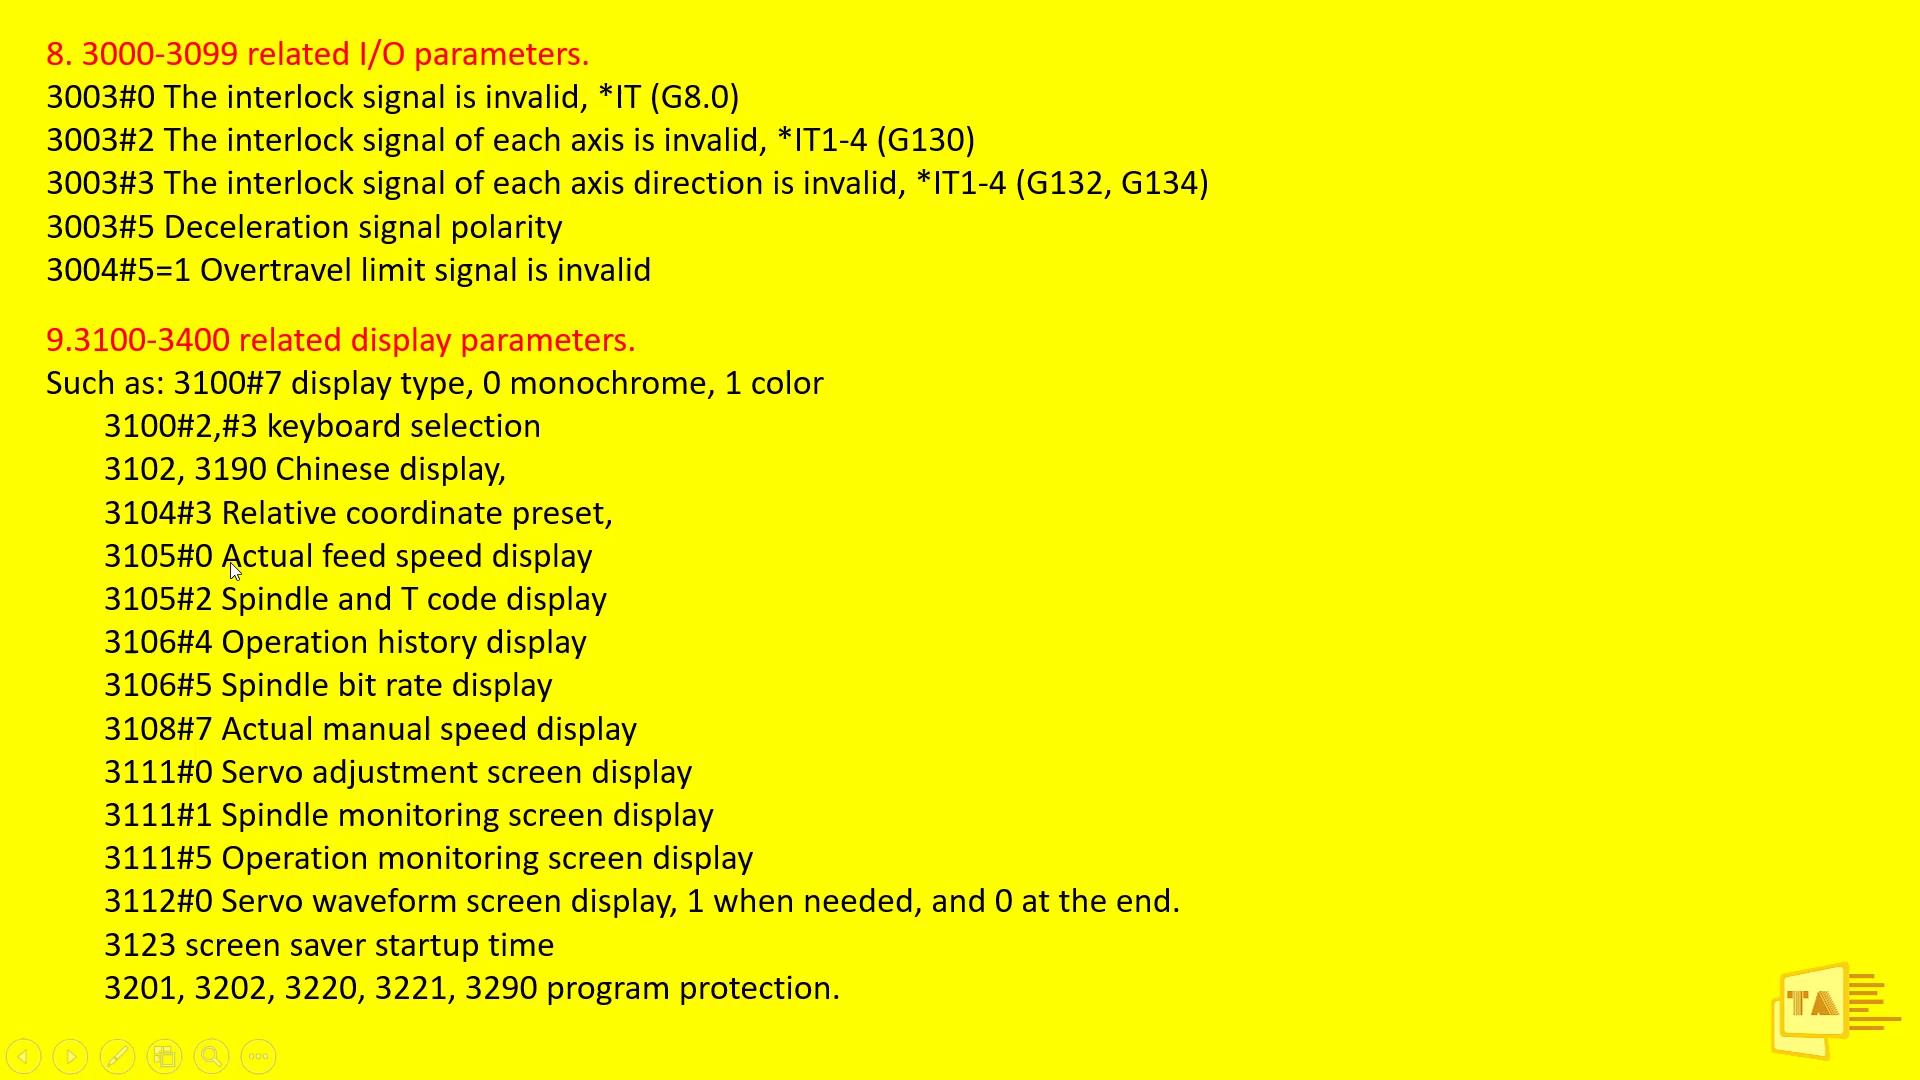 8. 3000-3099 related I/O parameters.
3003#0 The interlock signal is invalid, *IT (G8.0)
3003#2 The interlock signal of each axis is invalid, *IT1-4 (G130)
3003#3 The interlock signal of each axis direction is invalid, *IT1-4 (G132, G134)
3003#5 Deceleration signal polarity
3004#5=1 Overtravel limit signal is invalid
9.3100-3400 related display parameters.
Such as: 3100#7 display type, 0 monochrome, 1 color
3100#2,#3 keyboard selection
3102, 3190 Chinese display,
3104#3 Relative coordinate preset,
3105#0 Actual feed speed display
3105#2 Spindle and T code display
3106#4 Operation history display
3106#5 Spindle bit rate display
3108#7 Actual manual speed display
3111#0 Servo adjustment screen display
3111#1 Spindle monitoring screen display
3111#5 Operation monitoring screen display
3112#0 Servo waveform screen display, 1 when needed, and 0 at the end.
3123 screen saver startup time
3201, 3202, 3220, 3221, 3290 program protection.
TA